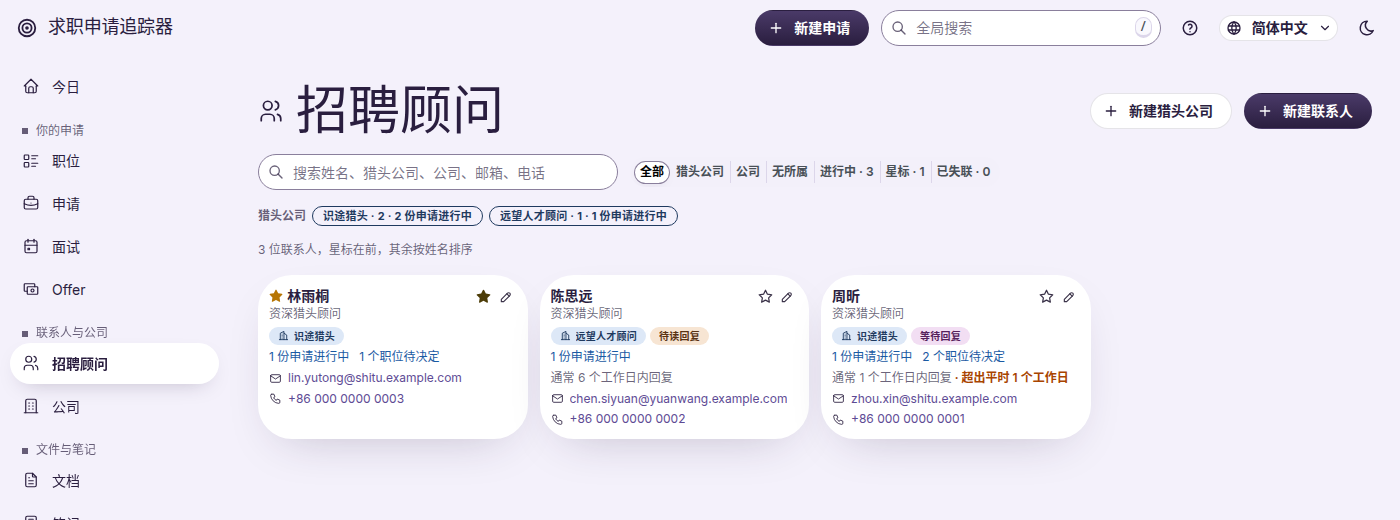 求职申请追踪器
新建申请
全局搜索
/
简体中文
今日
你的申请
职位
申请
面试
Offer
联系人与公司
招聘顾问
公司
文件与笔记
文档
招聘顾问
新建猎头公司
新建联系人
搜索姓名、猎头公司、公司、邮箱、电话
全部 猎头公司 公司 无所属 进行中 · 3 星标 · 1 已失联 · 0
猎头公司 识途猎头 · 2 · 2 份申请进行中 远望人才顾问 · 1 · 1 份申请进行中
3 位联系人，星标在前，其余按姓名排序
林雨桐
资深猎头顾问
识途猎头
1 份申请进行中 1 个职位待决定
lin.yutong@shitu.example.com
+86 000 0000 0003
陈思远
资深猎头顾问
远望人才顾问 待读回复
1 份申请进行中
通常 6 个工作日内回复
chen.siyuan@yuanwang.example.com
+86 000 0000 0002
周昕
资深猎头顾问
识途猎头 等待回复
1 份申请进行中 2 个职位待决定
通常 1 个工作日内回复 · 超出平时 1 个工作日
zhou.xin@shitu.example.com
+86 000 0000 0001